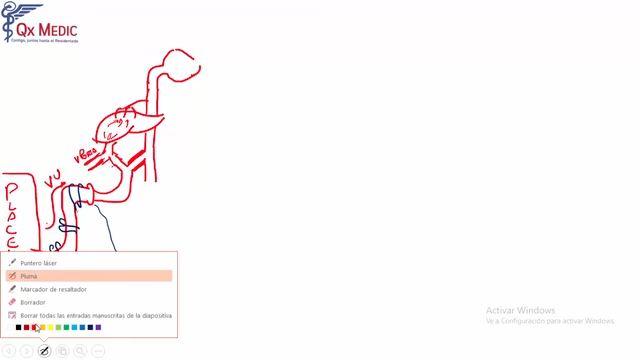 Qx MEDIC
Contigo, juntos hasta el Residentado
VU
PLACE
Puntero láser
Pluma
Marcador de resaltador
Borrador
Borrar todas las entradas manuscritas de la diapositiva
Activar Windows
Ve a Configuración para activar Windows.